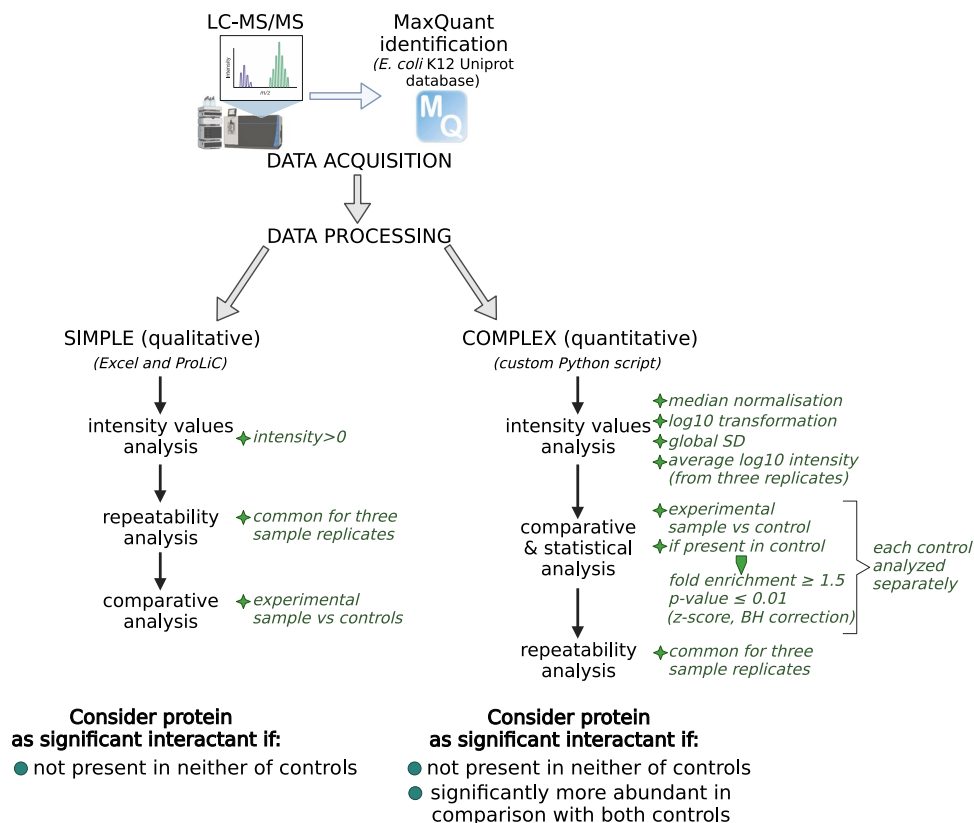 LC-MS/MS
Intensity
m/z
MaxQuant
identification
(E. coli K12 Uniprot
database)
M
Q
DATA ACQUISITION
DATA PROCESSING
SIMPLE (qualitative)
(Excel and ProLiC)
intensity values
analysis
intensity>0
repeatability
analysis
common for three
sample replicates
comparative
analysis
experimental
sample vs controls
Consider protein
as significant interactant if:
not present in neither of controls
COMPLEX (quantitative)
(custom Python script)
intensity values
analysis
median normalisation
log10 transformation
global SD
average log10 intensity
(from three replicates)
comparative
& statistical
analysis
experimental
sample vs control
if present in control
fold enrichment ≥ 1.5
p-value ≤ 0.01
(z-score, BH correction)
each control
analyzed
separately
repeatability
analysis
common for three
sample replicates
Consider protein
as significant interactant if:
not present in neither of controls
significantly more abundant in
comparison with both controls